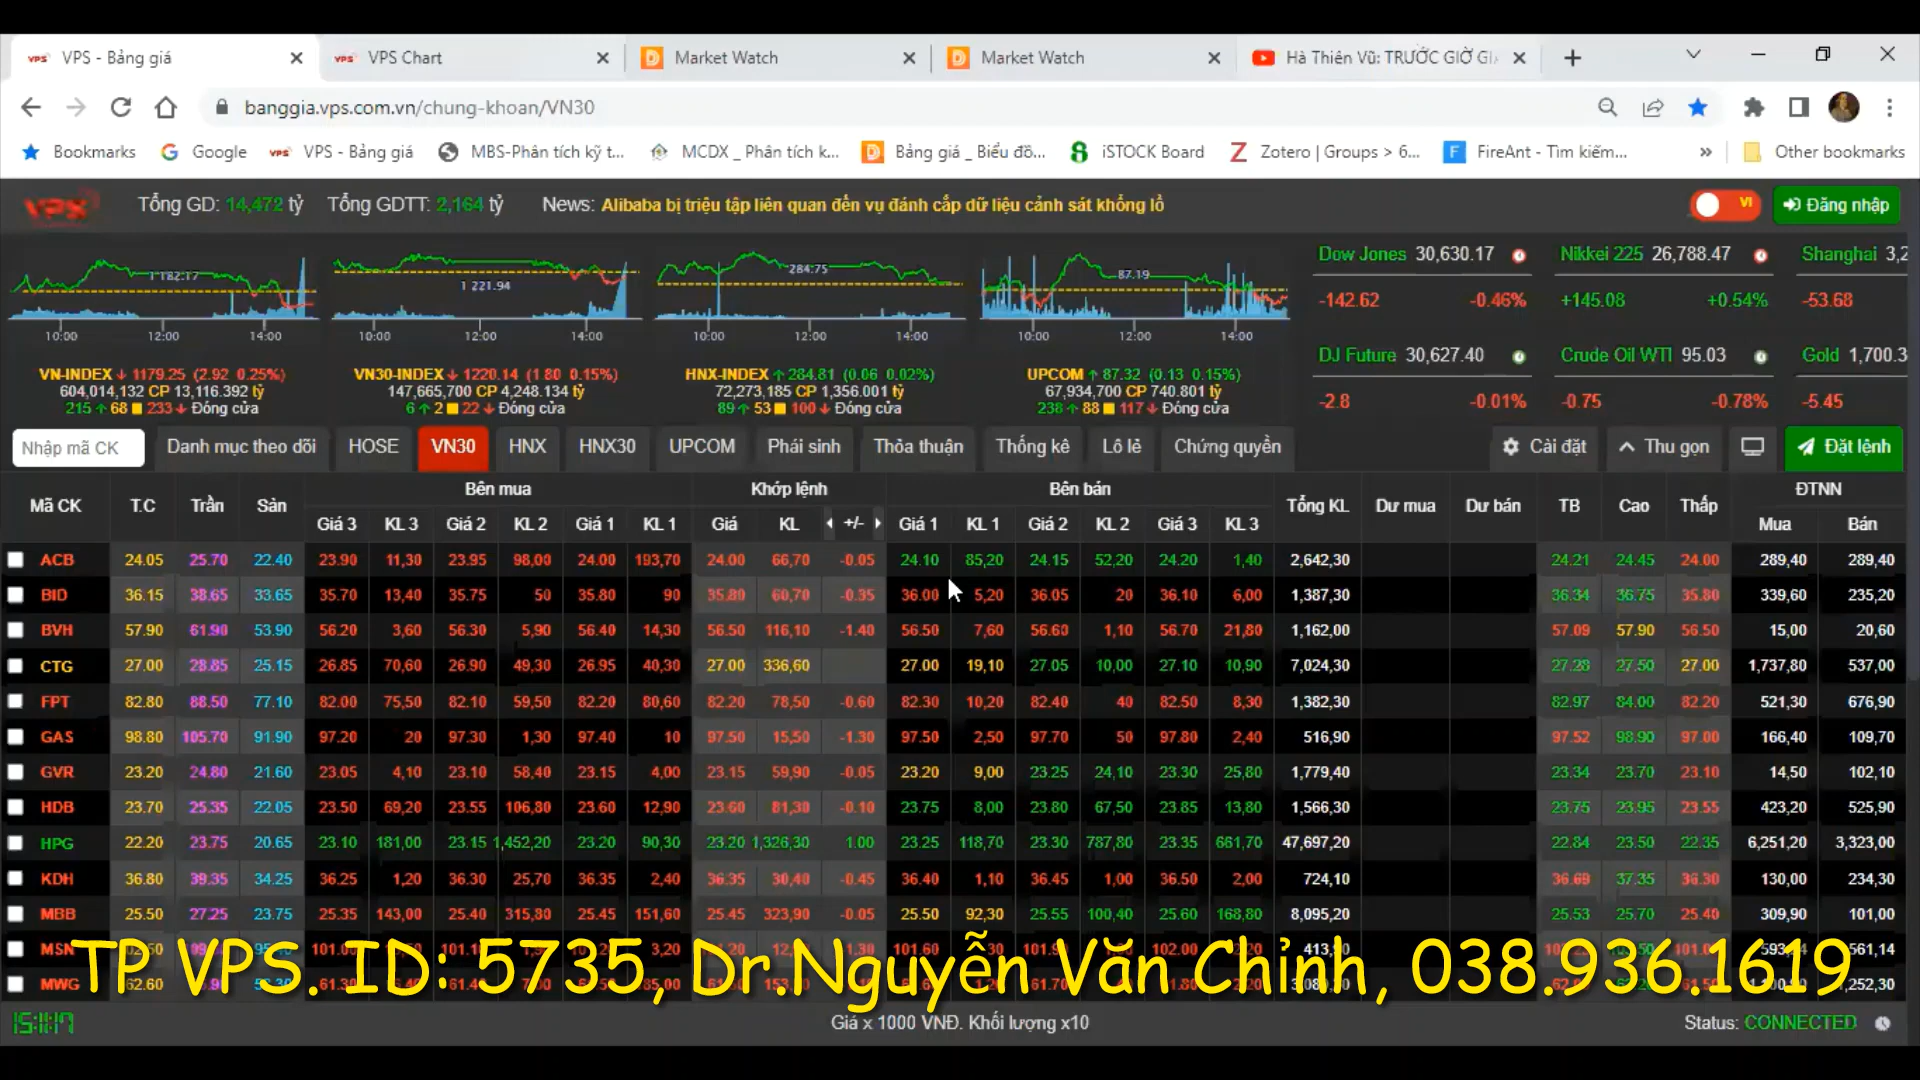 VPS - Bảng giá
VPS Chart
Market Watch
Market Watch
Hà Thiên Vũ: TRƯỚC GIỜ GI
banggia.vps.com.vn/chung-khoan/VN30
Bookmarks Google VPS - Bảng giá MBS-Phân tích kỹ t... MCDX _ Phân tích k... Bảng giá _ Biểu đồ... iSTOCK Board Zotero | Groups > 6... FireAnt - Tìm kiếm... » Other bookmarks
VPS Tổng GD: 14,472 tỷ Tổng GDTT: 2,164 tỷ News: Alibaba bị triệu tập liên quan đến vụ đánh cắp dữ liệu cảnh sát khổng lồ VI Đăng nhập
1 182.17
1 221.94
284.75
87.19
10:00 12:00 14:00
10:00 12:00 14:00
10:00 12:00 14:00
10:00 12:00 14:00
VN-INDEX 1179.25 (2.92 0.25%)
604,014,132 CP 13,116.392 tỷ
215 68 233 Đóng cửa
VN30-INDEX 1220.14 (1.80 0.15%)
147,665,700 CP 4,248.134 tỷ
6 2 22 Đóng cửa
HNX-INDEX 284.81 (0.06 0.02%)
72,273,185 CP 1,356.001 tỷ
89 53 100 Đóng cửa
UPCOM 87.32 (0.13 0.15%)
67,934,700 CP 740.801 tỷ
238 88 117 Đóng cửa
Dow Jones 30,630.17
-142.62 -0.46%
Nikkei 225 26,788.47
+145.08 +0.54%
Shanghai 3,2
-53.68
DJ Future 30,627.40
-2.8 -0.01%
Crude Oil WTI 95.03
-0.75 -0.78%
Gold 1,700.3
-5.45
Nhập mã CK Danh mục theo dõi HOSE VN30 HNX HNX30 UPCOM Phái sinh Thỏa thuận Thống kê Lô lẻ Chứng quyền Cài đặt Thu gọn Đặt lệnh
Mã CK T.C Trần Sàn Bên mua Khớp lệnh Bên bán Tổng KL Dư mua Dư bán TB Cao Thấp ĐTNN
Giá 3 KL 3 Giá 2 KL 2 Giá 1 KL 1 Giá KL +/- Giá 1 KL 1 Giá 2 KL 2 Giá 3 KL 3 Mua Bán
ACB 24.05 25.70 22.40 23.90 11,30 23.95 98,00 24.00 193,70 24.00 66,70 -0.05 24.10 85,20 24.15 52,20 24.20 1,40 2,642,30 24.21 24.45 24.00 289,40 289,40
BID 36.15 38.65 33.65 35.70 13,40 35.75 50 35.80 90 35.80 60,70 -0.35 36.00 5,20 36.05 20 36.10 6,00 1,387,30 36.34 36.75 35.80 339,60 235,20
BVH 57.90 61.90 53.90 56.20 3,60 56.30 5,90 56.40 14,30 56.50 116,10 -1.40 56.50 7,60 56.60 1,10 56.70 21,80 1,162,00 57.09 57.90 56.50 15,00 20,60
CTG 27.00 28.85 25.15 26.85 70,60 26.90 49,30 26.95 40,30 27.00 336,60 27.00 19,10 27.05 10,00 27.10 10,90 7,024,30 27.28 27.50 27.00 1,737,80 537,00
FPT 82.80 88.50 77.10 82.00 75,50 82.10 59,50 82.20 80,60 82.20 78,50 -0.60 82.30 10,20 82.40 40 82.50 8,30 1,382,30 82.97 84.00 82.20 521,30 676,90
GAS 98.80 105.70 91.90 97.20 20 97.30 1,30 97.40 10 97.50 15,50 -1.30 97.50 2,50 97.70 50 97.80 2,40 516,90 97.52 98.90 97.00 166,40 109,70
GVR 23.20 24.80 21.60 23.05 4,10 23.10 58,40 23.15 4,00 23.15 59,90 -0.05 23.20 9,00 23.25 24,10 23.30 25,80 1,779,40 23.34 23.70 23.10 14,50 102,10
HDB 23.70 25.35 22.05 23.50 69,20 23.55 106,80 23.60 12,90 23.60 81,30 -0.10 23.75 8,00 23.80 67,50 23.85 13,80 1,566,30 23.75 23.95 23.55 423,20 525,90
HPG 22.20 23.75 20.65 23.10 181,00 23.15 1,452,20 23.20 90,30 23.20 1,326,30 1.00 23.25 118,70 23.30 787,80 23.35 661,70 47,697,20 22.84 23.50 22.35 6,251,20 3,323,00
KDH 36.80 39.35 34.25 36.25 1,20 36.30 25,70 36.35 2,40 36.35 30,40 -0.45 36.40 1,10 36.45 1,00 36.50 2,00 724,10 36.69 37.35 36.30 130,00 234,30
MBB 25.50 27.25 23.75 25.35 143,00 25.40 315,80 25.45 151,60 25.45 323,90 -0.05 25.50 92,30 25.55 100,40 25.60 168,80 8,095,20 25.53 25.70 25.40 309,90 101,00
MSN
MWG
TP VPS. ID: 5735, Dr.Nguyễn Văn Chỉnh, 038.936.1619
15:11:17 Giá x 1000 VNĐ. Khối lượng x10 Status: CONNECTED